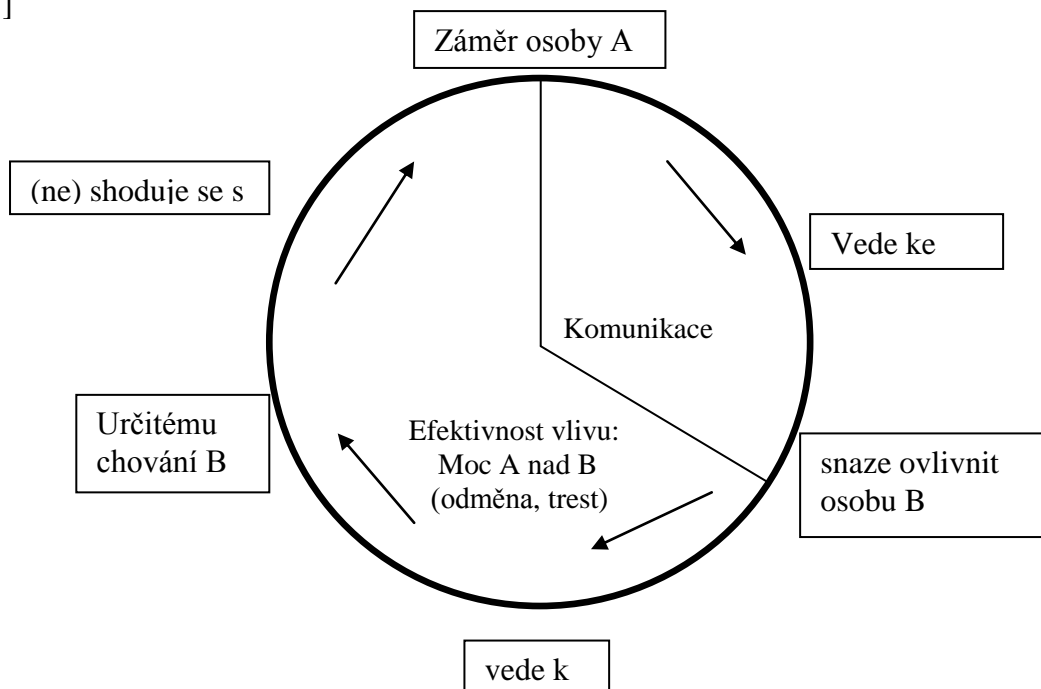 ]
Záměr osoby A
(ne) shoduje se s
Vede ke
Komunikace
Určitému
chování B
Efektivnost vlivu:
Moc A nad B
(odměna, trest)
snaze ovlivnit
osobu B
vede k